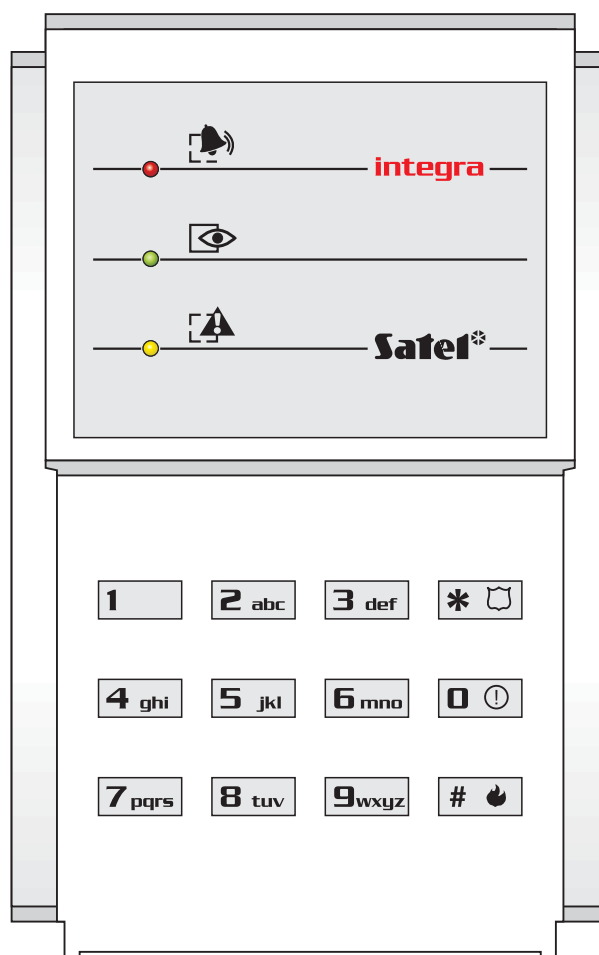 integra
Satel
1 2 abc 3 def *
4 ghi 5 jkl 6 mno 0
7 pqrs 8 tuv 9 wxyz #